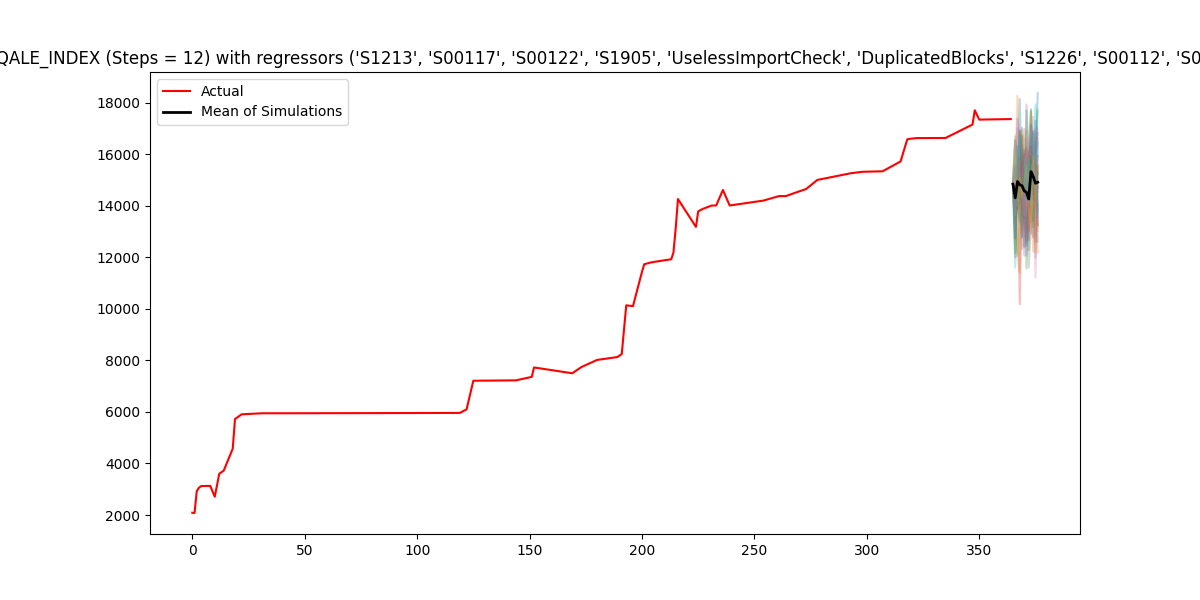 QALE_INDEX (Steps = 12) with regressors ('S1213', 'S00117', 'S00122', 'S1905', 'UselessImportCheck', 'DuplicatedBlocks', 'S1226', 'S00112', 'S0
Actual
Mean of Simulations
18000
16000
14000
12000
10000
8000
6000
4000
2000
0 50 100 150 200 250 300 350